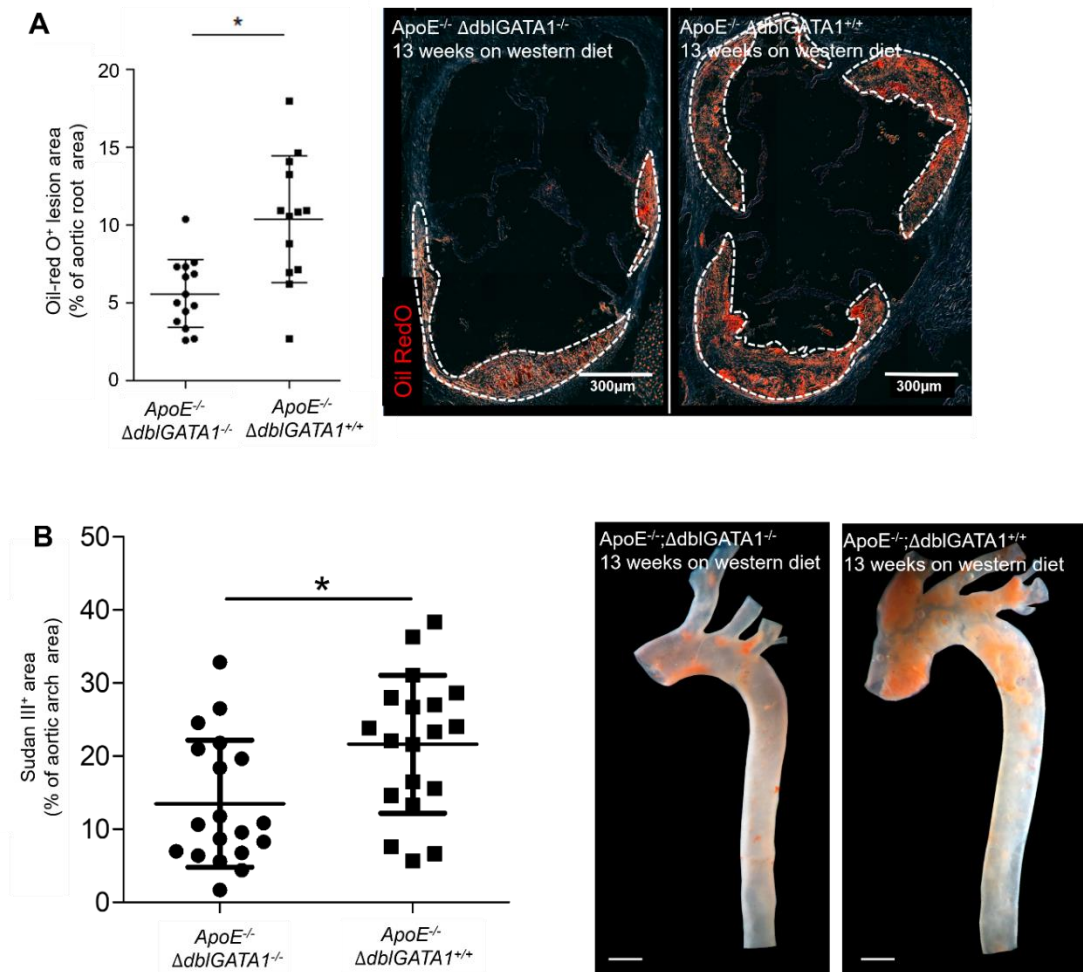 A
*
20
15
10
5
0
Oil-red O⁺ lesion area
(% of aortic root area)
ApoE⁻/⁻
ΔdblGATA1⁻/⁻
ApoE⁻/⁻
ΔdblGATA1⁺/⁺
ApoE⁻/⁻ ΔdblGATA1⁻/⁻
13 weeks on western diet
Oil RedO
300µm
ApoE⁻/⁻ ΔdblGATA1⁺/⁺
13 weeks on western diet
300µm
B
*
50
40
30
20
10
0
Sudan III⁺ area
(% of aortic arch area)
ApoE⁻/⁻
ΔdblGATA1⁻/⁻
ApoE⁻/⁻
ΔdblGATA1⁺/⁺
ApoE⁻/⁻;ΔdblGATA1⁻/⁻
13 weeks on western diet
ApoE⁻/⁻;ΔdblGATA1⁺/⁺
13 weeks on western diet